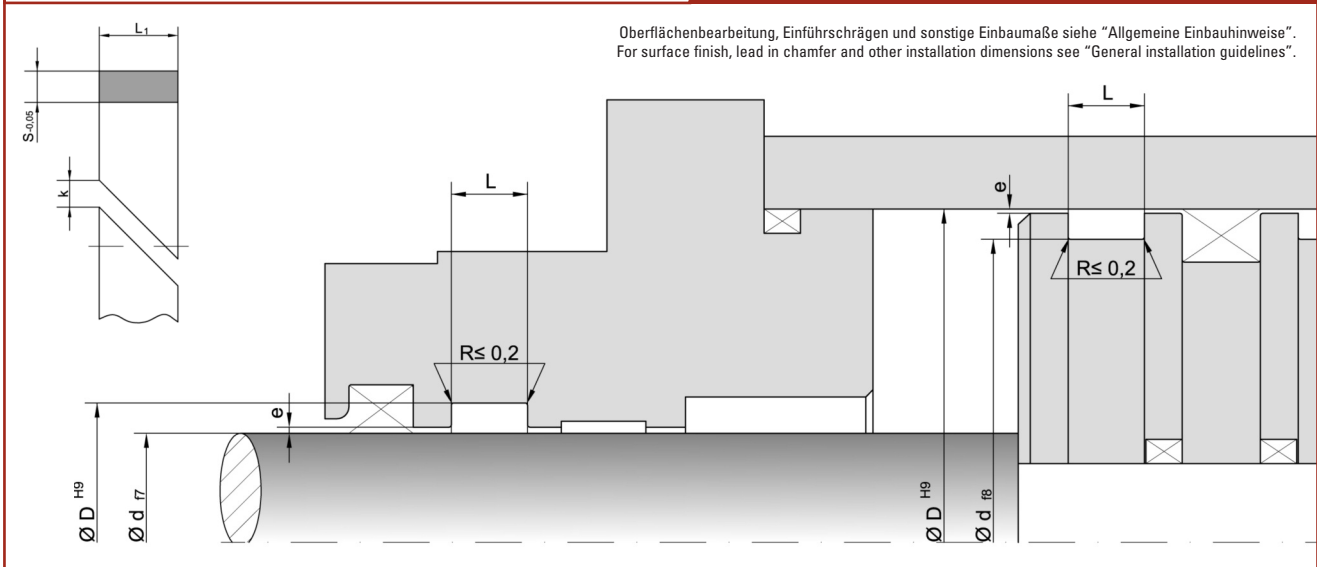 Oberflächenbearbeitung, Einführschrägen und sonstige Einbaumaße siehe “Allgemeine Einbauhinweise”.
For surface finish, lead in chamfer and other installation dimensions see “General installation guidelines”.
L1
S-0,05
k
L
R≤ 0,2
e
Ø D H9
Ø d f7
L
e
R≤ 0,2
Ø D H9
Ø d f8